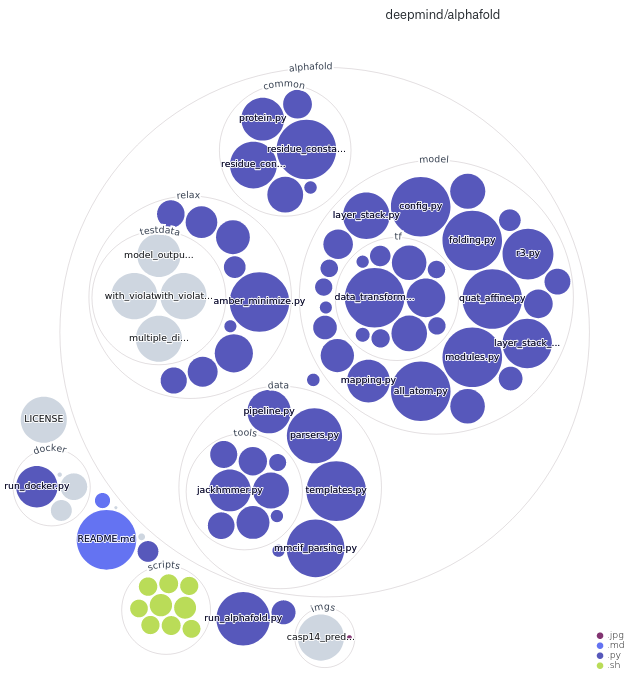 deepmind/alphafold
alphafold
common
protein.py
residue_consta...
residue_con...
model
config.py
layer_stack.py
folding.py
r3.py
tf
data_transform...
quat_affine.py
layer_stack_...
modules.py
mapping.py
all_atom.py
relax
testdata
model_outpu...
with_violat...
with_violat...
amber_minimize.py
multiple_di...
data
pipeline.py
parsers.py
tools
jackhmmer.py
templates.py
mmcif_parsing.py
LICENSE
docker
run_docker.py
README.md
scripts
run_alphafold.py
imgs
casp14_pred...
.jpg
.md
.py
.sh